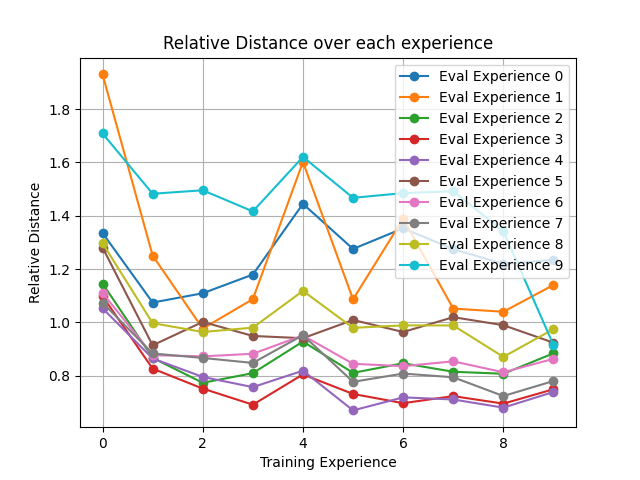 Relative Distance over each experience
Relative Distance
1.8
1.6
1.4
1.2
1.0
0.8
0
2
4
6
8
Training Experience
Eval Experience 0
Eval Experience 1
Eval Experience 2
Eval Experience 3
Eval Experience 4
Eval Experience 5
Eval Experience 6
Eval Experience 7
Eval Experience 8
Eval Experience 9